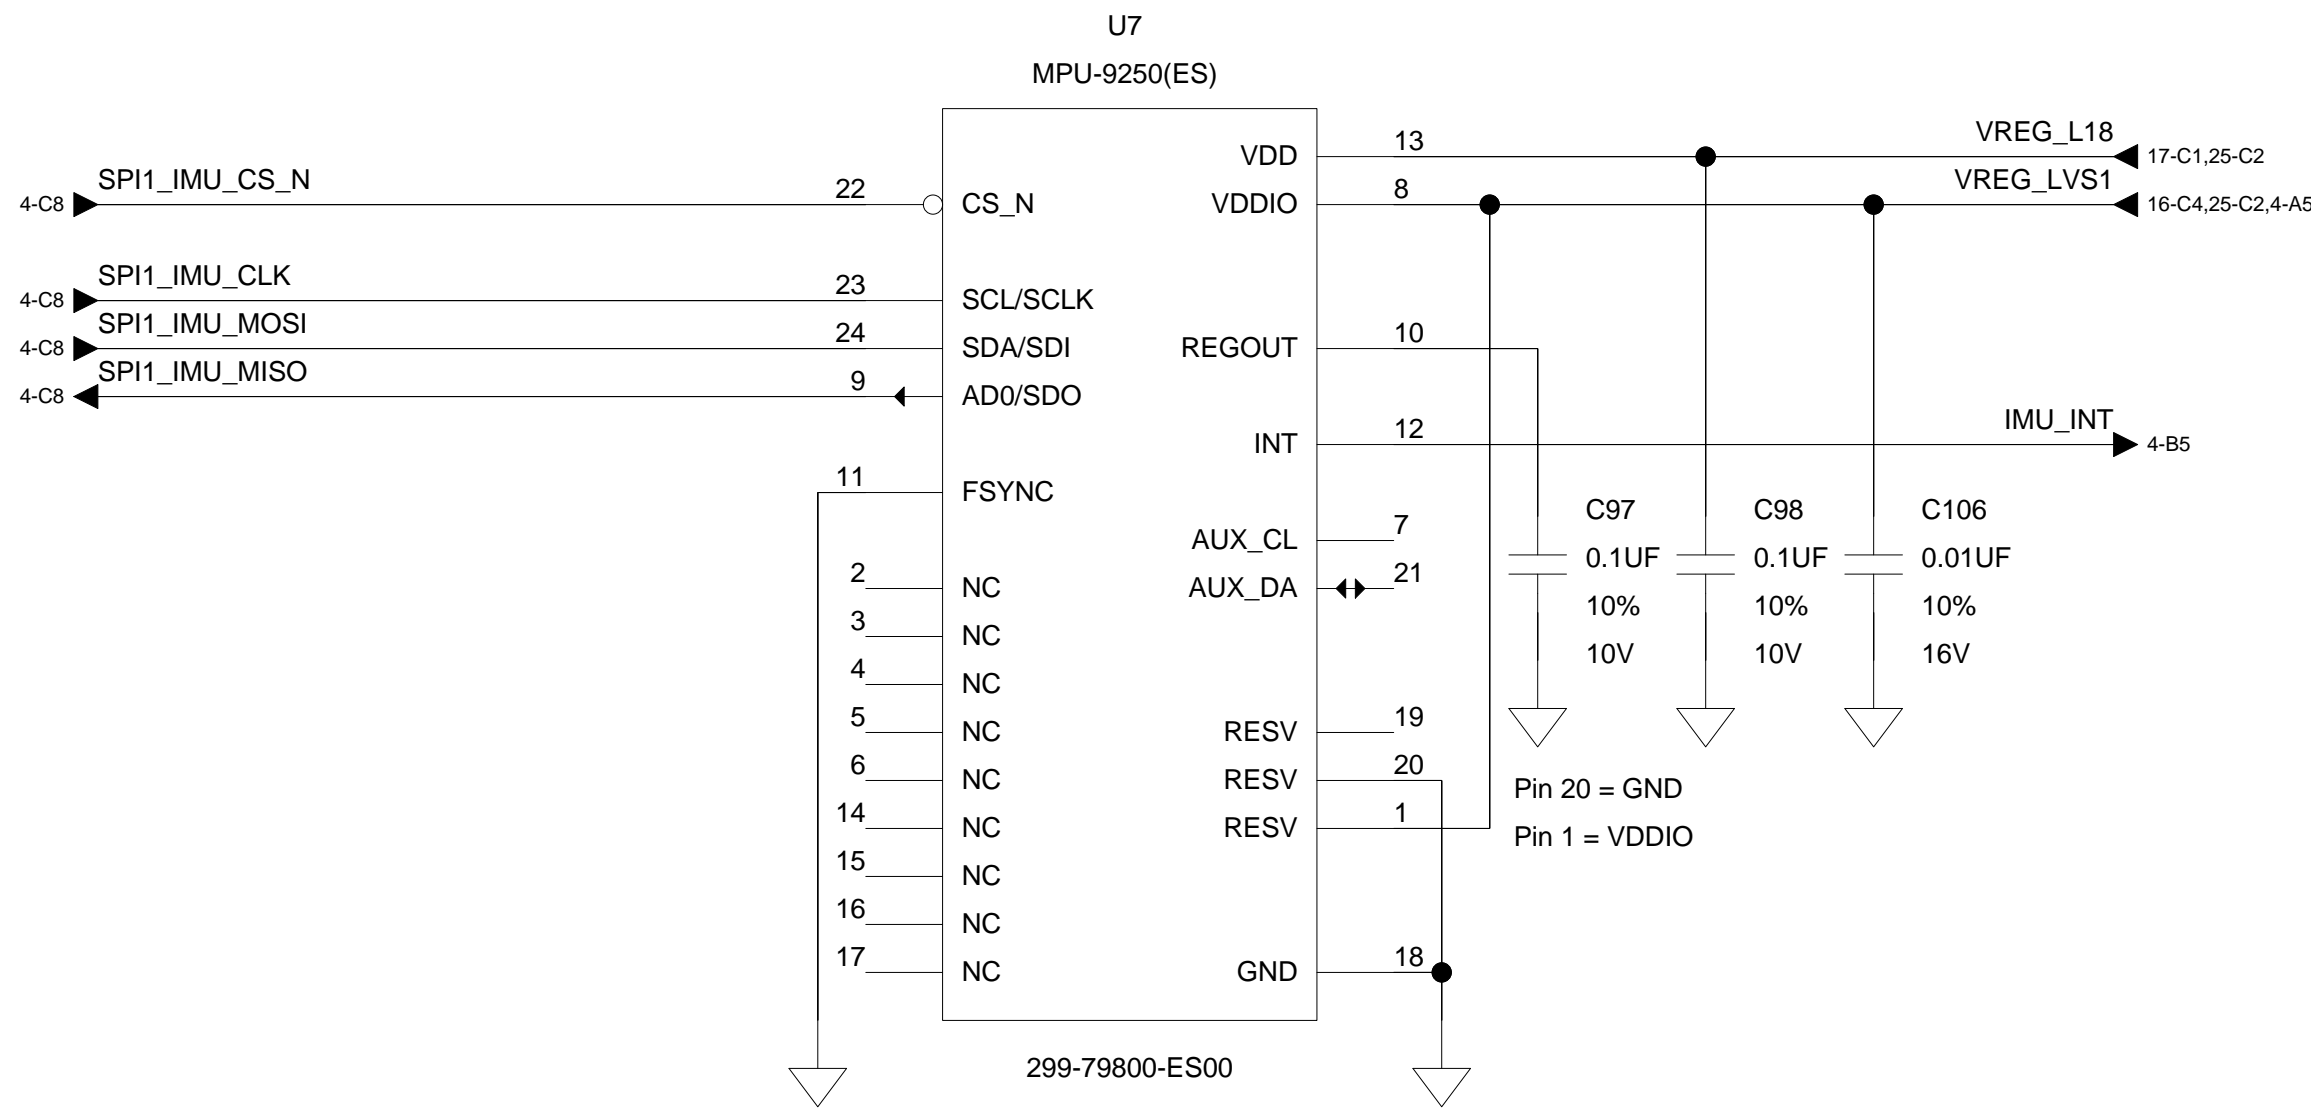 U7
MPU-9250(ES)
VDD 13 VREG_L18 17-C1,25-C2
4-C8 SPI1_IMU_CS_N 22 CS_N VDDIO 8 VREG_LVS1 16-C4,25-C2,4-A5
4-C8 SPI1_IMU_CLK 23 SCL/SCLK
4-C8 SPI1_IMU_MOSI 24 SDA/SDI REGOUT 10
4-C8 SPI1_IMU_MISO 9 AD0/SDO
INT 12 IMU_INT 4-B5
11 FSYNC
C97 C98 C106
AUX_CL 7
0.1UF 0.1UF 0.01UF
2 NC AUX_DA 21
10% 10% 10%
3 NC
10V 10V 16V
4 NC
5 NC RESV 19
6 NC RESV 20
Pin 20 = GND
14 NC RESV 1
Pin 1 = VDDIO
15 NC
16 NC
17 NC GND 18
299-79800-ES00